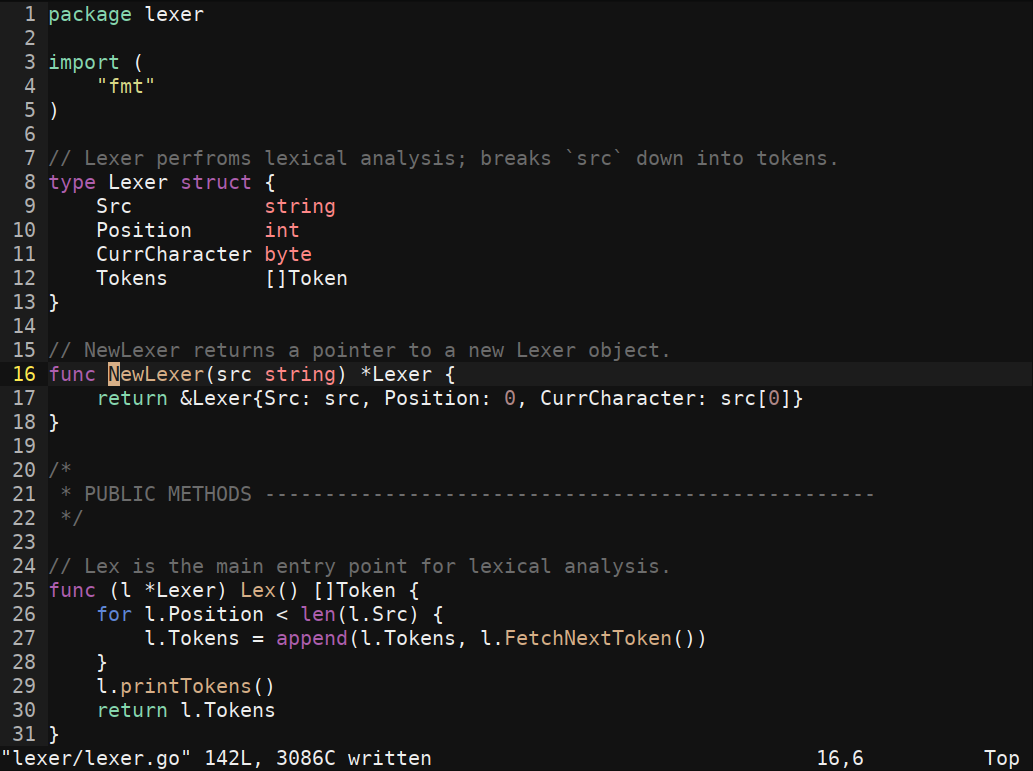 1 package lexer
2
3 import (
4     "fmt"
5 )
6
7 // Lexer perfroms lexical analysis; breaks `src` down into tokens.
8 type Lexer struct {
9     Src           string
10     Position      int
11     CurrCharacter byte
12     Tokens        []Token
13 }
14
15 // NewLexer returns a pointer to a new Lexer object.
16 func NewLexer(src string) *Lexer {
17     return &Lexer{Src: src, Position: 0, CurrCharacter: src[0]}
18 }
19
20 /*
21  * PUBLIC METHODS ---------------------------------------------------
22  */
23
24 // Lex is the main entry point for lexical analysis.
25 func (l *Lexer) Lex() []Token {
26     for l.Position < len(l.Src) {
27         l.Tokens = append(l.Tokens, l.FetchNextToken())
28     }
29     l.printTokens()
30     return l.Tokens
31 }
"lexer/lexer.go" 142L, 3086C written 16,6 Top